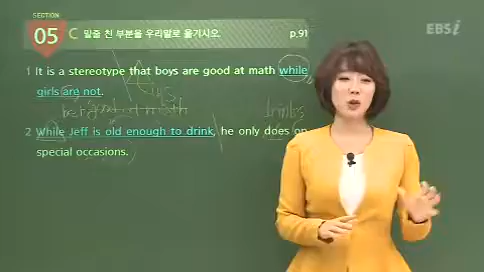 SECTION
05 C 밑줄 친 부분을 우리말로 옮기시오. p.91
EBSi
1 It is a stereotype that boys are good at math while
girls are not.
drinks
2 While Jeff is old enough to drink, he only does on
special occasions.